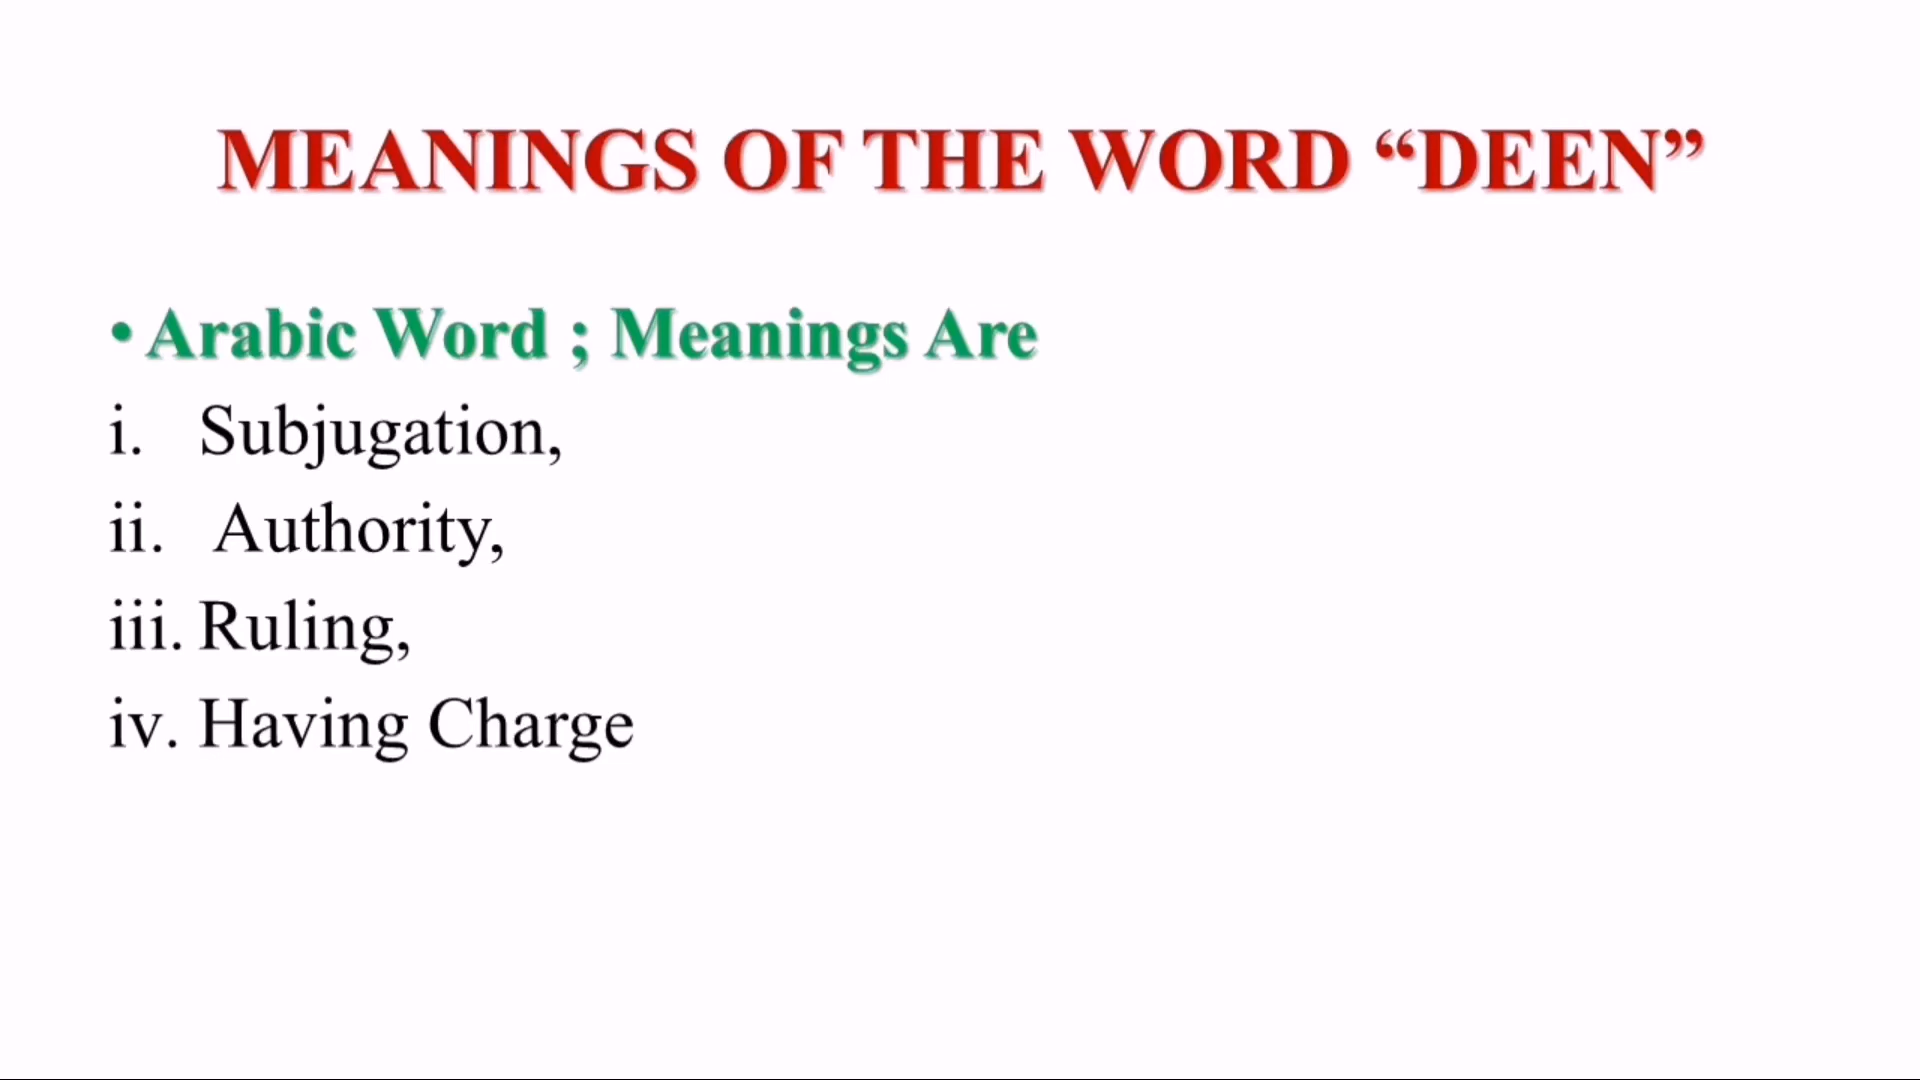 MEANINGS OF THE WORD “DEEN”
• Arabic Word ; Meanings Are
i. Subjugation,
ii. Authority,
iii. Ruling,
iv. Having Charge